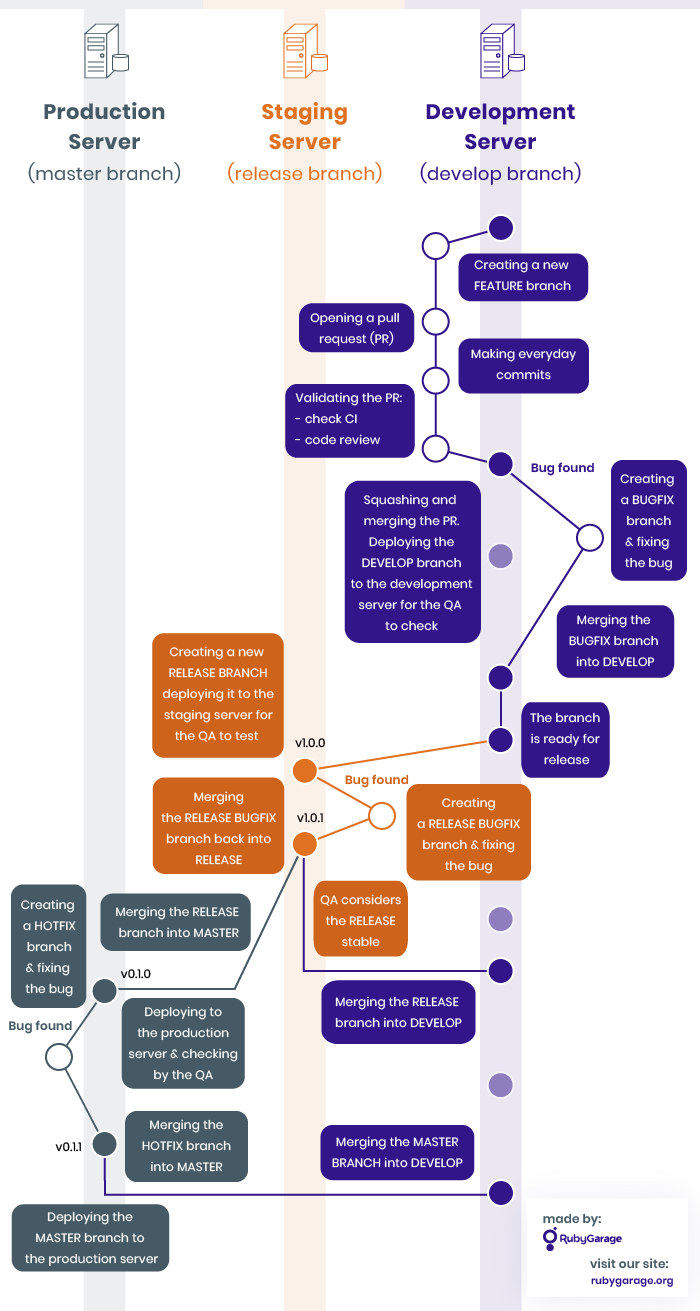 Production
Server
(master branch)
Staging
Server
(release branch)
Development
Server
(develop branch)
Creating a new
FEATURE branch
Opening a pull
request (PR)
Making everyday
commits
Validating the PR:
- check CI
- code review
Bug found
Creating
a BUGFIX
branch
& fixing
the bug
Squashing and
merging the PR.
Deploying the
DEVELOP branch
to the development
server for the QA
to check
Merging the
BUGFIX branch
into DEVELOP
Creating a new
RELEASE BRANCH
deploying it to the
staging server for
the QA to test
The branch
is ready for
release
v1.0.0
Bug found
Merging
the RELEASE BUGFIX
branch back into
RELEASE
v1.0.1
Creating
a RELEASE BUGFIX
branch & fixing
the bug
QA considers
the RELEASE
stable
Creating
a HOTFIX
branch
& fixing
the bug
Merging the RELEASE
branch into MASTER
v0.1.0
Merging the RELEASE
branch into DEVELOP
Bug found
Deploying to
the production
server & checking
by the QA
v0.1.1
Merging the
HOTFIX branch
into MASTER
Merging the MASTER
BRANCH into DEVELOP
Deploying the
MASTER branch to
the production server
made by:
RubyGarage
visit our site:
rubygarage.org